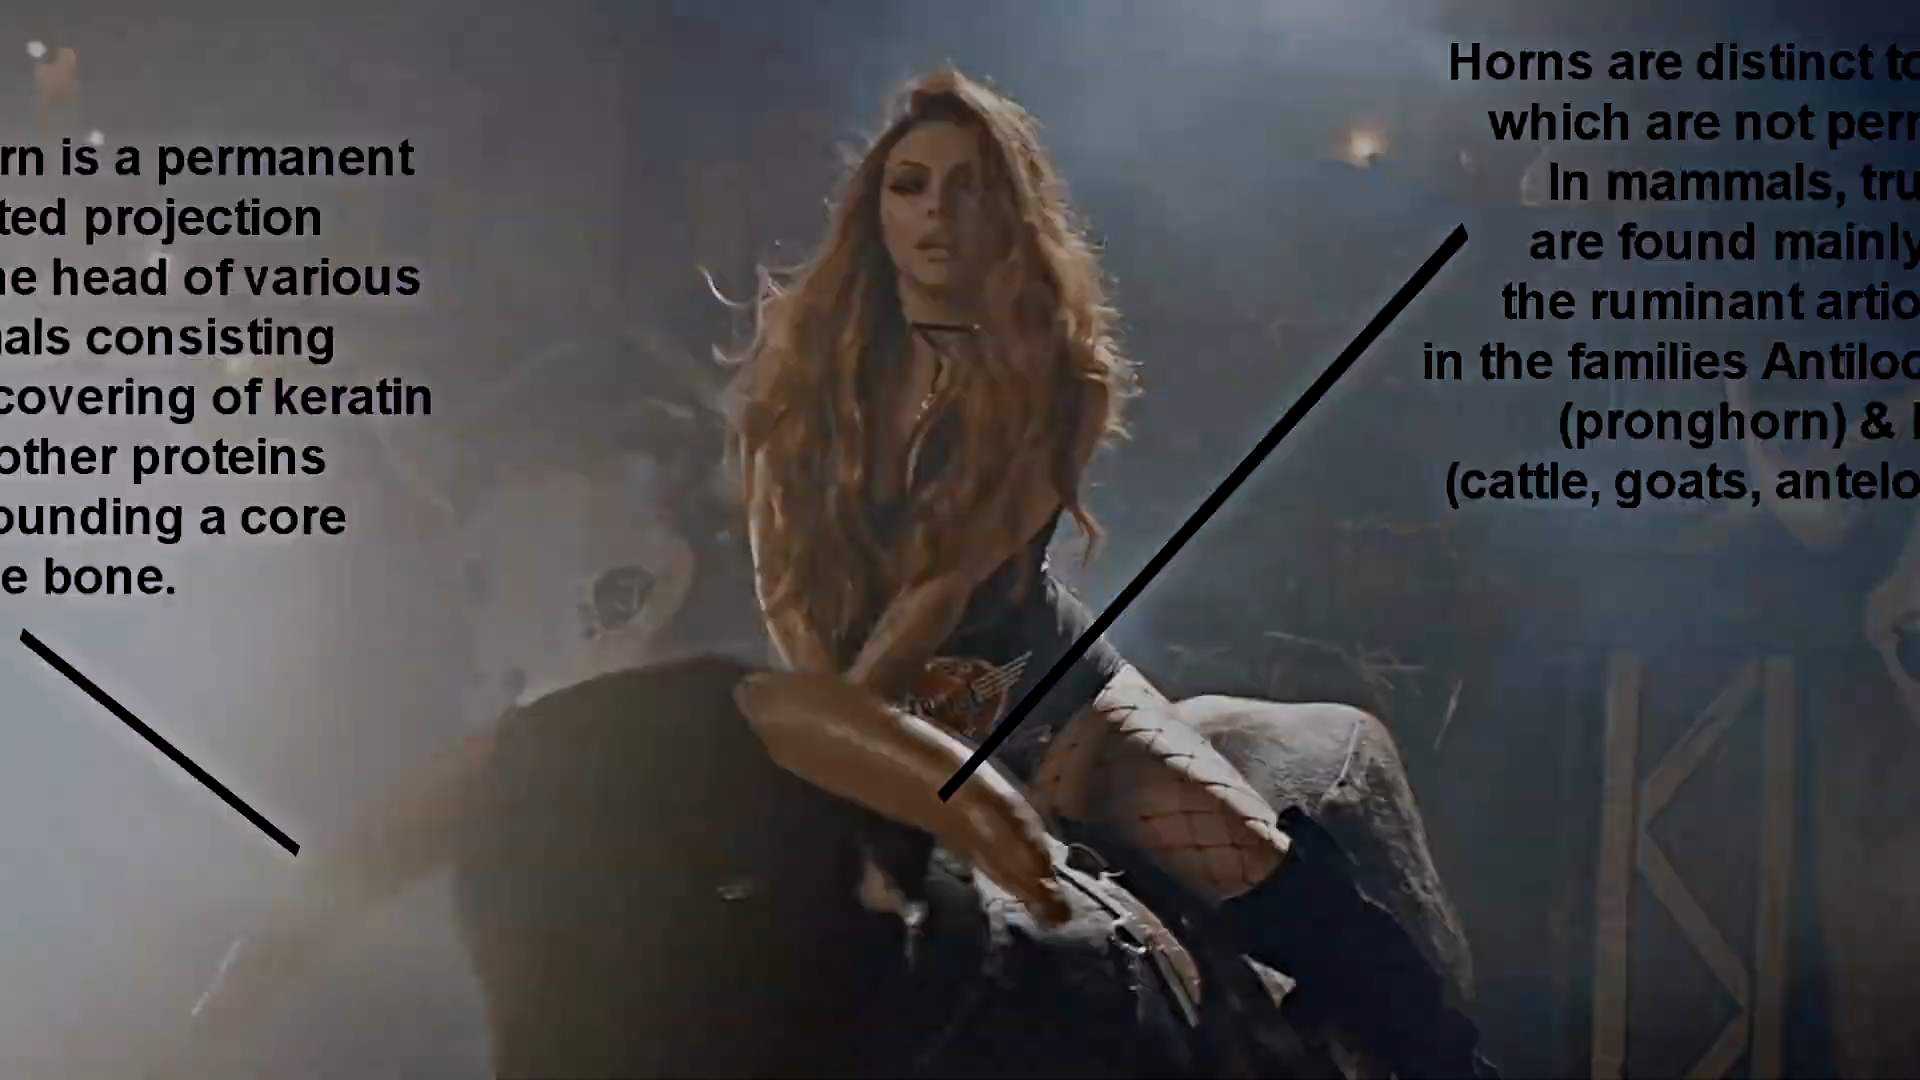 rn is a permanent
ted projection
he head of various
als consisting
covering of keratin
other proteins
ounding a core
e bone.
Horns are distinct to
which are not perm
In mammals, tru
are found mainly
the ruminant artio
in the families Antiloc
(pronghorn) &
(cattle, goats, antelo